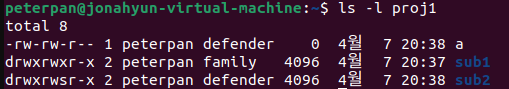 peterpan@jonahyun-virtual-machine:~$ ls -l proj1
total 8
-rw-rw-r-- 1 peterpan defender    0  4월  7 20:38 a
drwxrwxr-x 2 peterpan family   4096  4월  7 20:37 sub1
drwxrwsr-x 2 peterpan defender 4096  4월  7 20:38 sub2